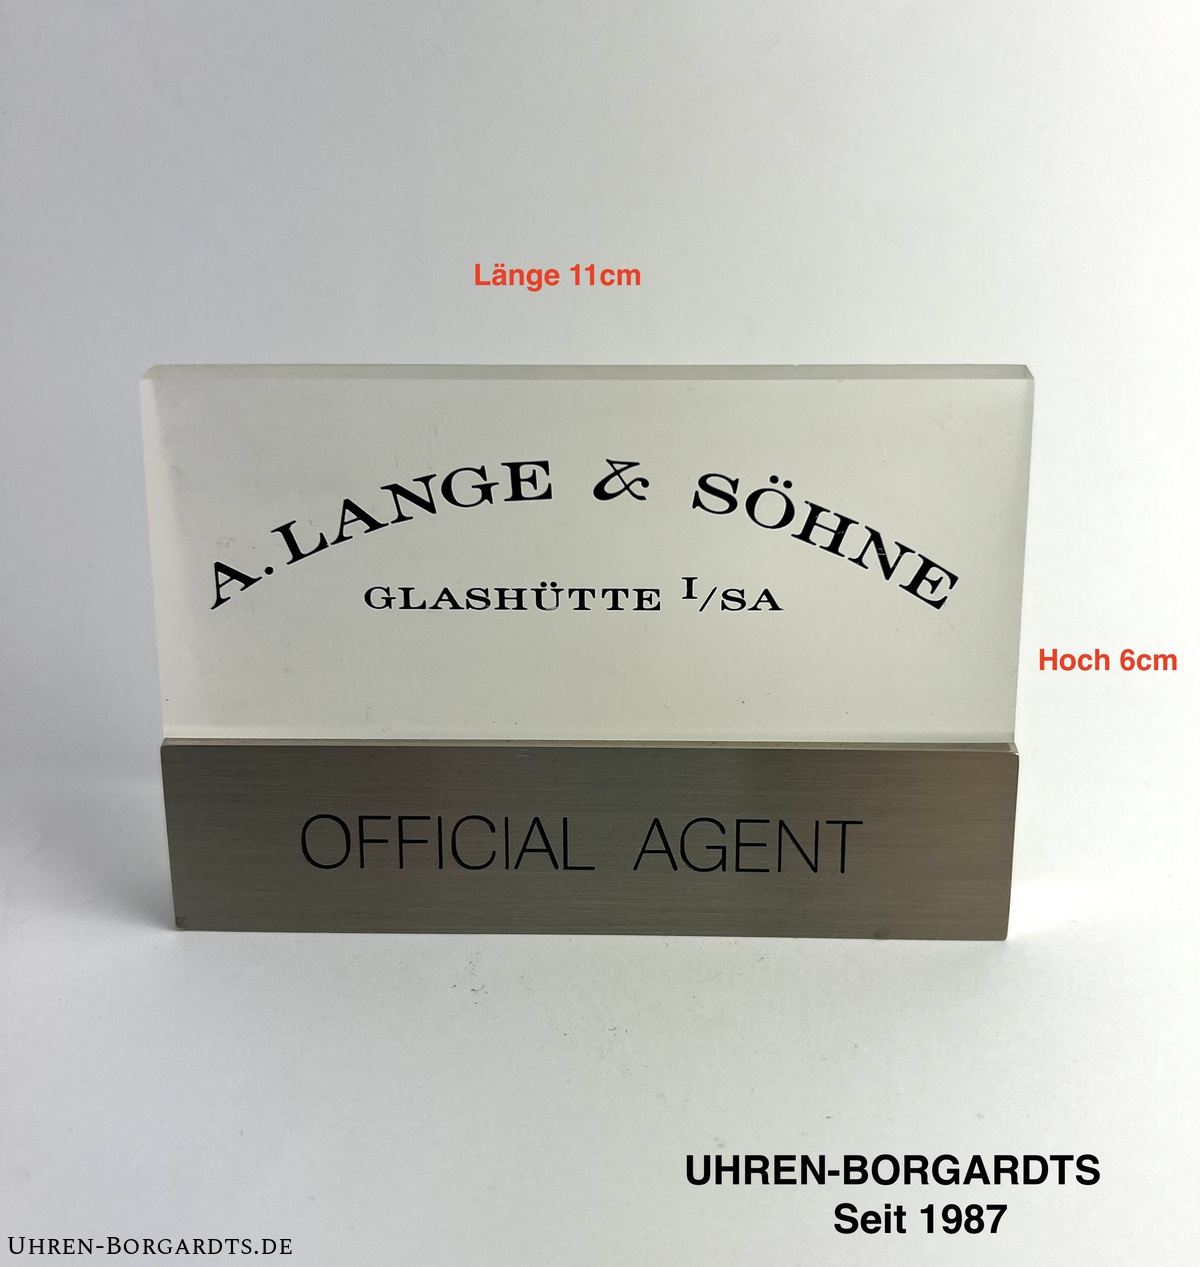 Länge 11cm
A. LANGE & SÖHNE
GLASHÜTTE I/SA
Hoch 6cm
OFFICIAL AGENT
UHREN-BORGARDTS
Seit 1987
UHREN-BORGARDTS.DE